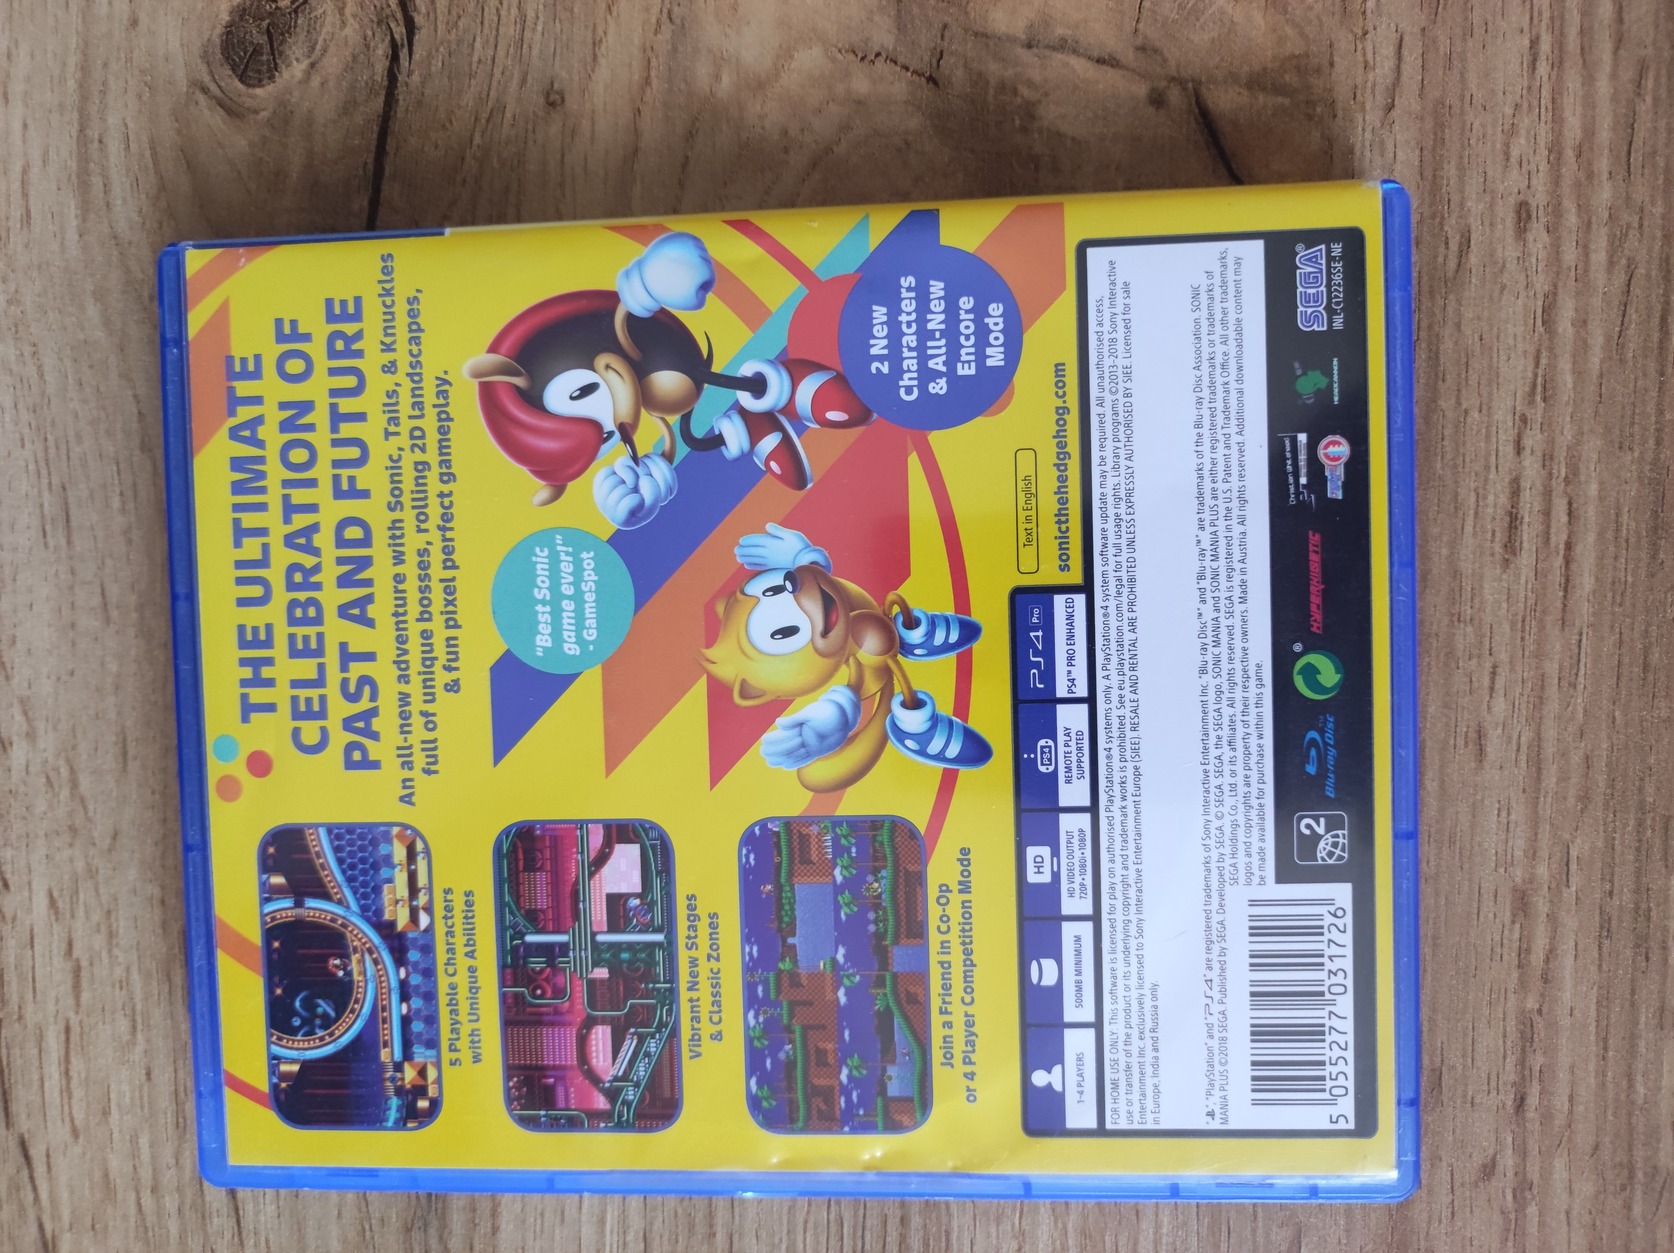 THE ULTIMATE
CELEBRATION OF
PAST AND FUTURE
An all-new adventure with Sonic, Tails, & Knuckles
full of unique bosses, rolling 2D landscapes,
& fun pixel perfect gameplay.
5 Playable Characters
with Unique Abilities
"Best Sonic
game ever!"
- GameSpot
Vibrant New Stages
& Classic Zones
2 New
Characters
& All-New
Encore
Mode
Join a Friend in Co-Op
or 4 Player Competition Mode
Text in English
sonicthehedgehog.com
1-4 PLAYERS
500MB MINIMUM
HD
HD VIDEO OUTPUT
720P•1080i•1080P
PS4
REMOTE PLAY
SUPPORTED
PS4 Pro
PS4™ PRO ENHANCED
FOR HOME USE ONLY. This software is licensed for play on authorised PlayStation®4 systems only. A PlayStation®4 system software update may be required. All unauthorised access,
use or transfer of the product or its underlying copyright and trademark works is prohibited. See eu.playstation.com/legal for full usage rights. Library programs ©2013-2018 Sony Interactive
Entertainment Inc. exclusively licensed to Sony Interactive Entertainment Europe (SIEE). RESALE AND RENTAL ARE PROHIBITED UNLESS EXPRESSLY AUTHORISED BY SIEE. Licensed for sale
in Europe, India and Russia only.
"PlayStation" and "PS4" are registered trademarks of Sony Interactive Entertainment Inc. "Blu-ray Disc™" and "Blu-ray™" are trademarks of the Blu-ray Disc Association. SONIC
MANIA PLUS ©2018 SEGA. Published by SEGA. Developed by SEGA. © SEGA. SEGA, the SEGA logo, SONIC MANIA and SONIC MANIA PLUS are either registered trademarks or trademarks of
SEGA Holdings Co., Ltd. or its affiliates. All rights reserved. SEGA is registered in the U.S. Patent and Trademark Office. All other trademarks,
logos and copyrights are property of their respective owners. Made in Austria. All rights reserved. Additional downloadable content may
be made available for purchase within this game.
5 055277 031726
2
Blu-ray Disc™
®
HYPERKINETIC
Christian Whitehead
HEADCANNON
SEGA®
INL-C12236SE-NE